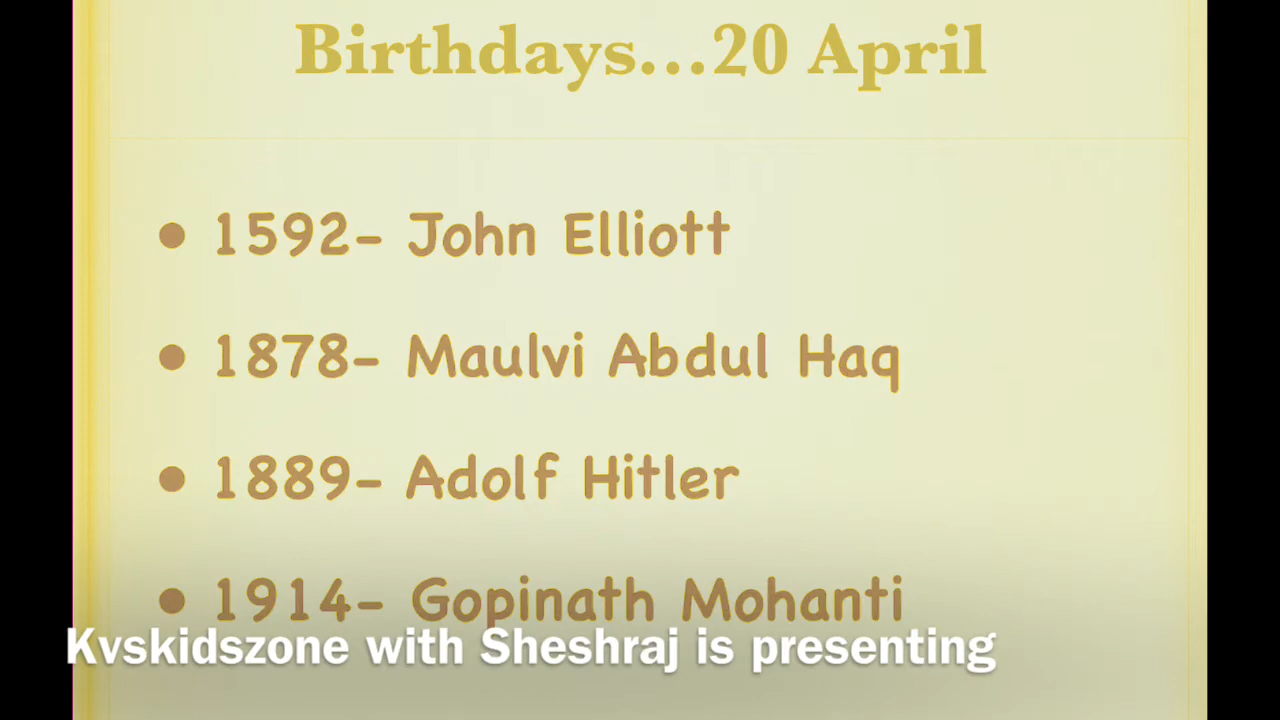 Birthdays...20 April
• 1592- John Elliott
• 1878- Maulvi Abdul Haq
• 1889- Adolf Hitler
• 1914- Gopinath Mohanti
Kvskidszone with Sheshraj is presenting